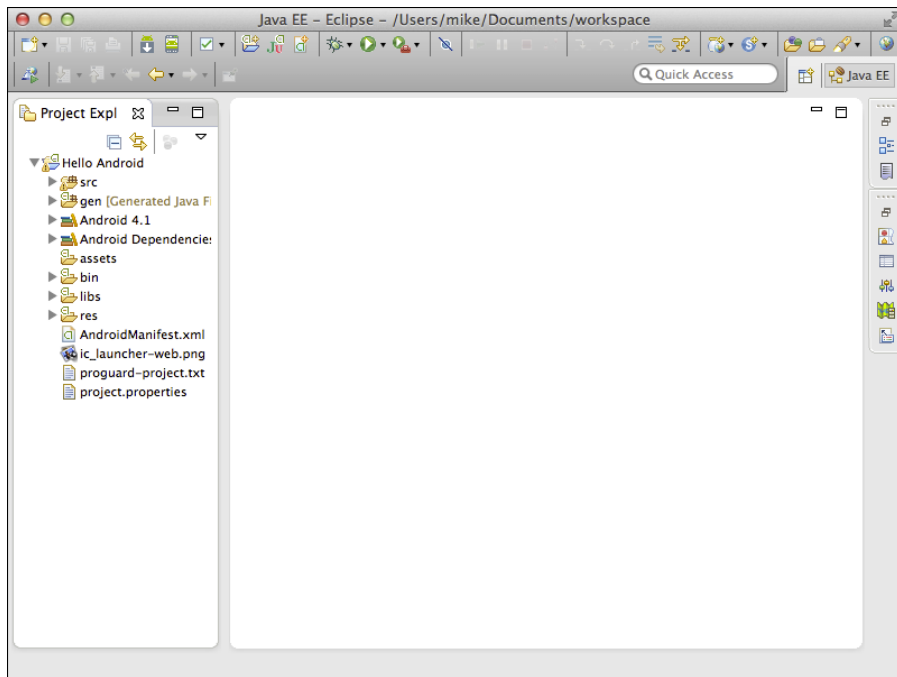 Java EE – Eclipse – /Users/mike/Documents/workspace
Quick Access
Java EE
Project Expl
Hello Android
src
gen [Generated Java Fi
Android 4.1
Android Dependencies
assets
bin
libs
res
AndroidManifest.xml
ic_launcher-web.png
proguard-project.txt
project.properties